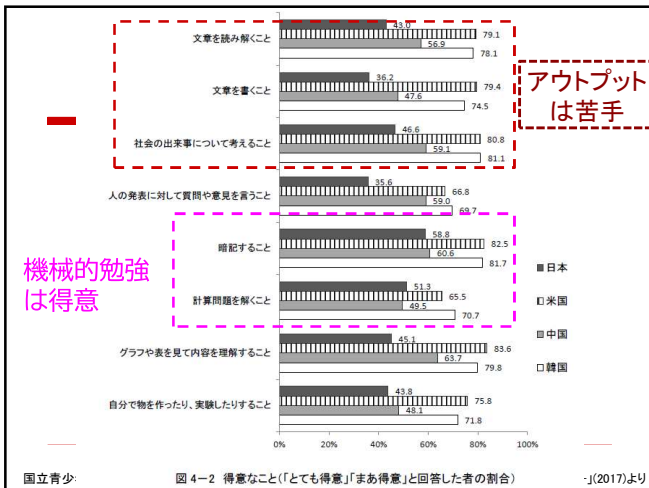 文章を読み解くこと
43.0
79.1
56.9
78.1
文章を書くこと
36.2
79.4
47.6
74.5
社会の出来事について考えること
46.6
80.8
59.1
81.1
アウトプット
は苦手
人の発表に対して質問や意見を言うこと
35.6
66.8
59.0
69.7
暗記すること
58.8
82.5
60.6
81.7
計算問題を解くこと
51.3
65.5
49.5
70.7
機械的勉強
は得意
グラフや表を見て内容を理解すること
45.1
83.6
63.7
79.8
自分で物を作ったり、実験したりすること
43.8
75.8
48.1
71.8
日本
米国
中国
韓国
0% 20% 40% 60% 80% 100%
国立青少 図4－2 得意なこと(「とても得意」「まあ得意」と回答した者の割合) 」(2017)より